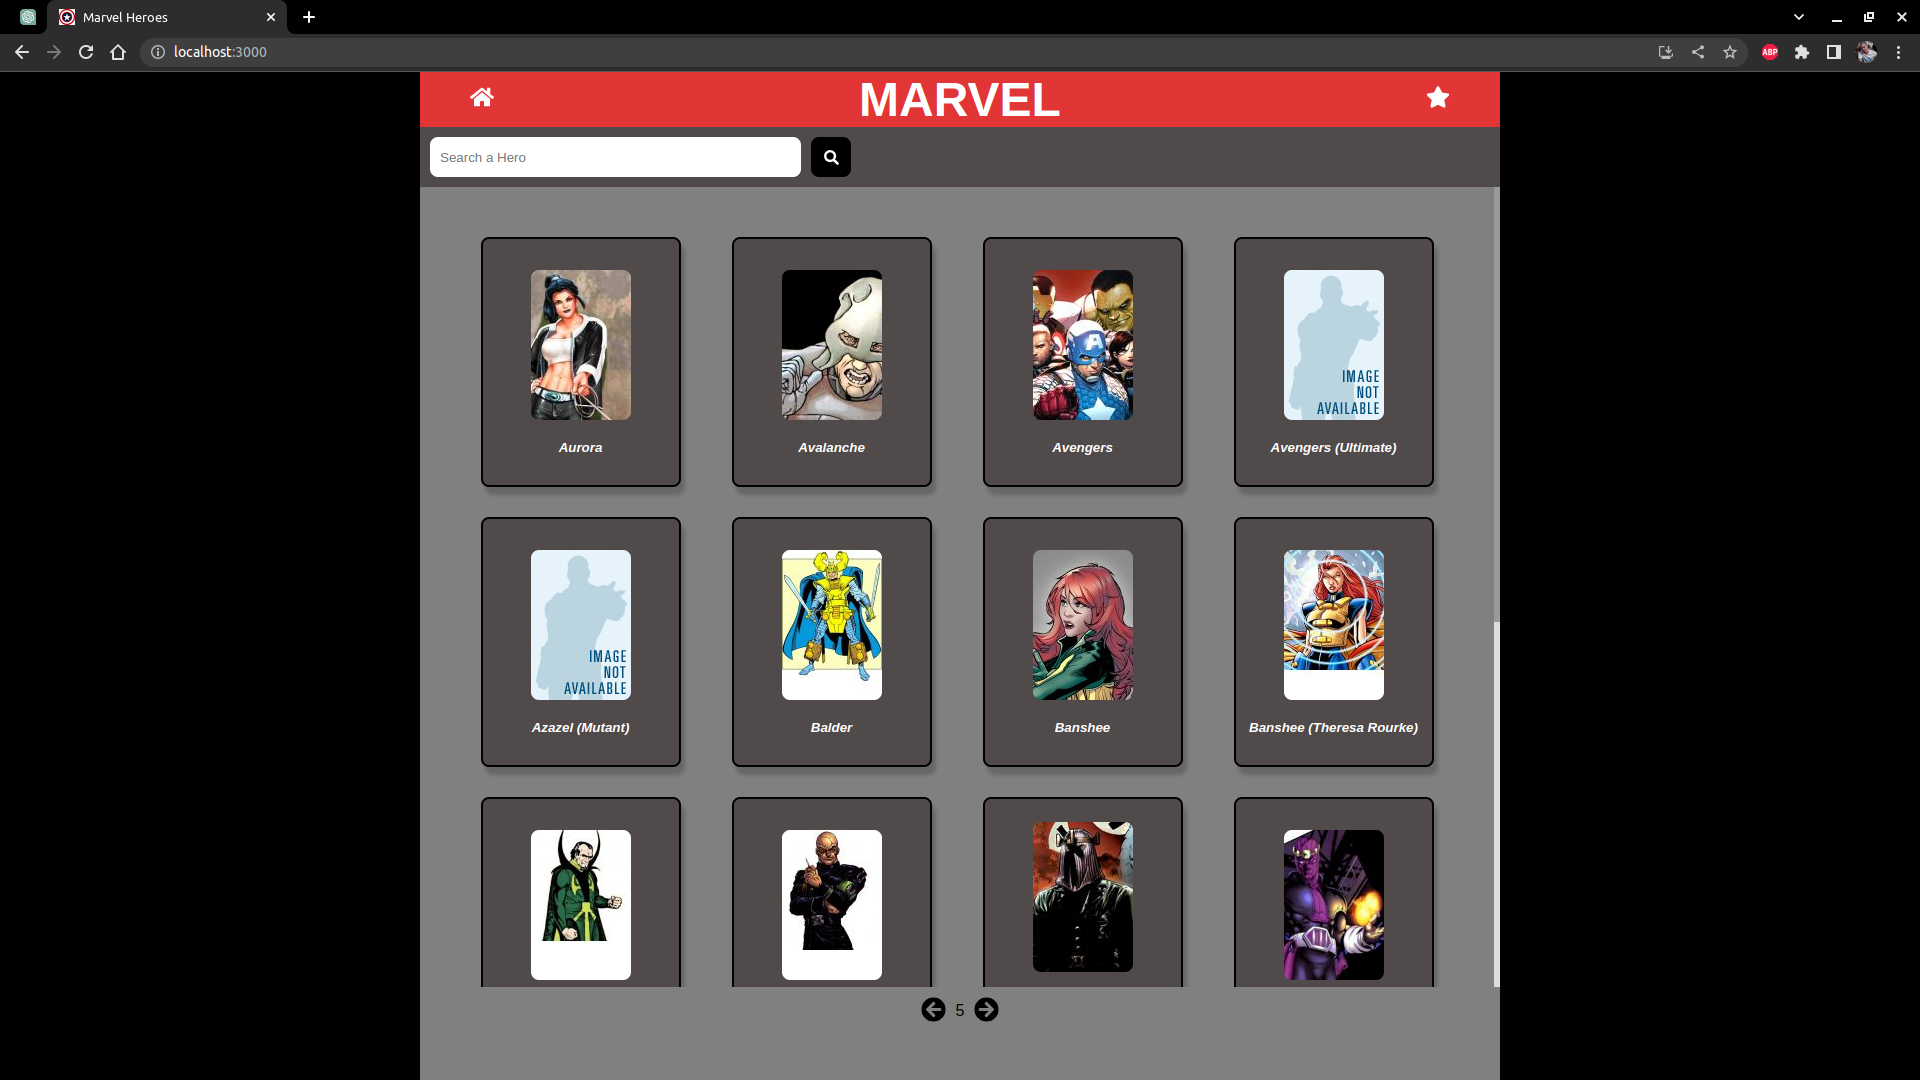 Marvel Heroes
localhost:3000
ABP
MARVEL
Search a Hero
A
IMAGE
NOT
AVAILABLE
Aurora
Avalanche
Avengers
Avengers (Ultimate)
IMAGE
NOT
AVAILABLE
Azazel (Mutant)
Balder
Banshee
Banshee (Theresa Rourke)
5